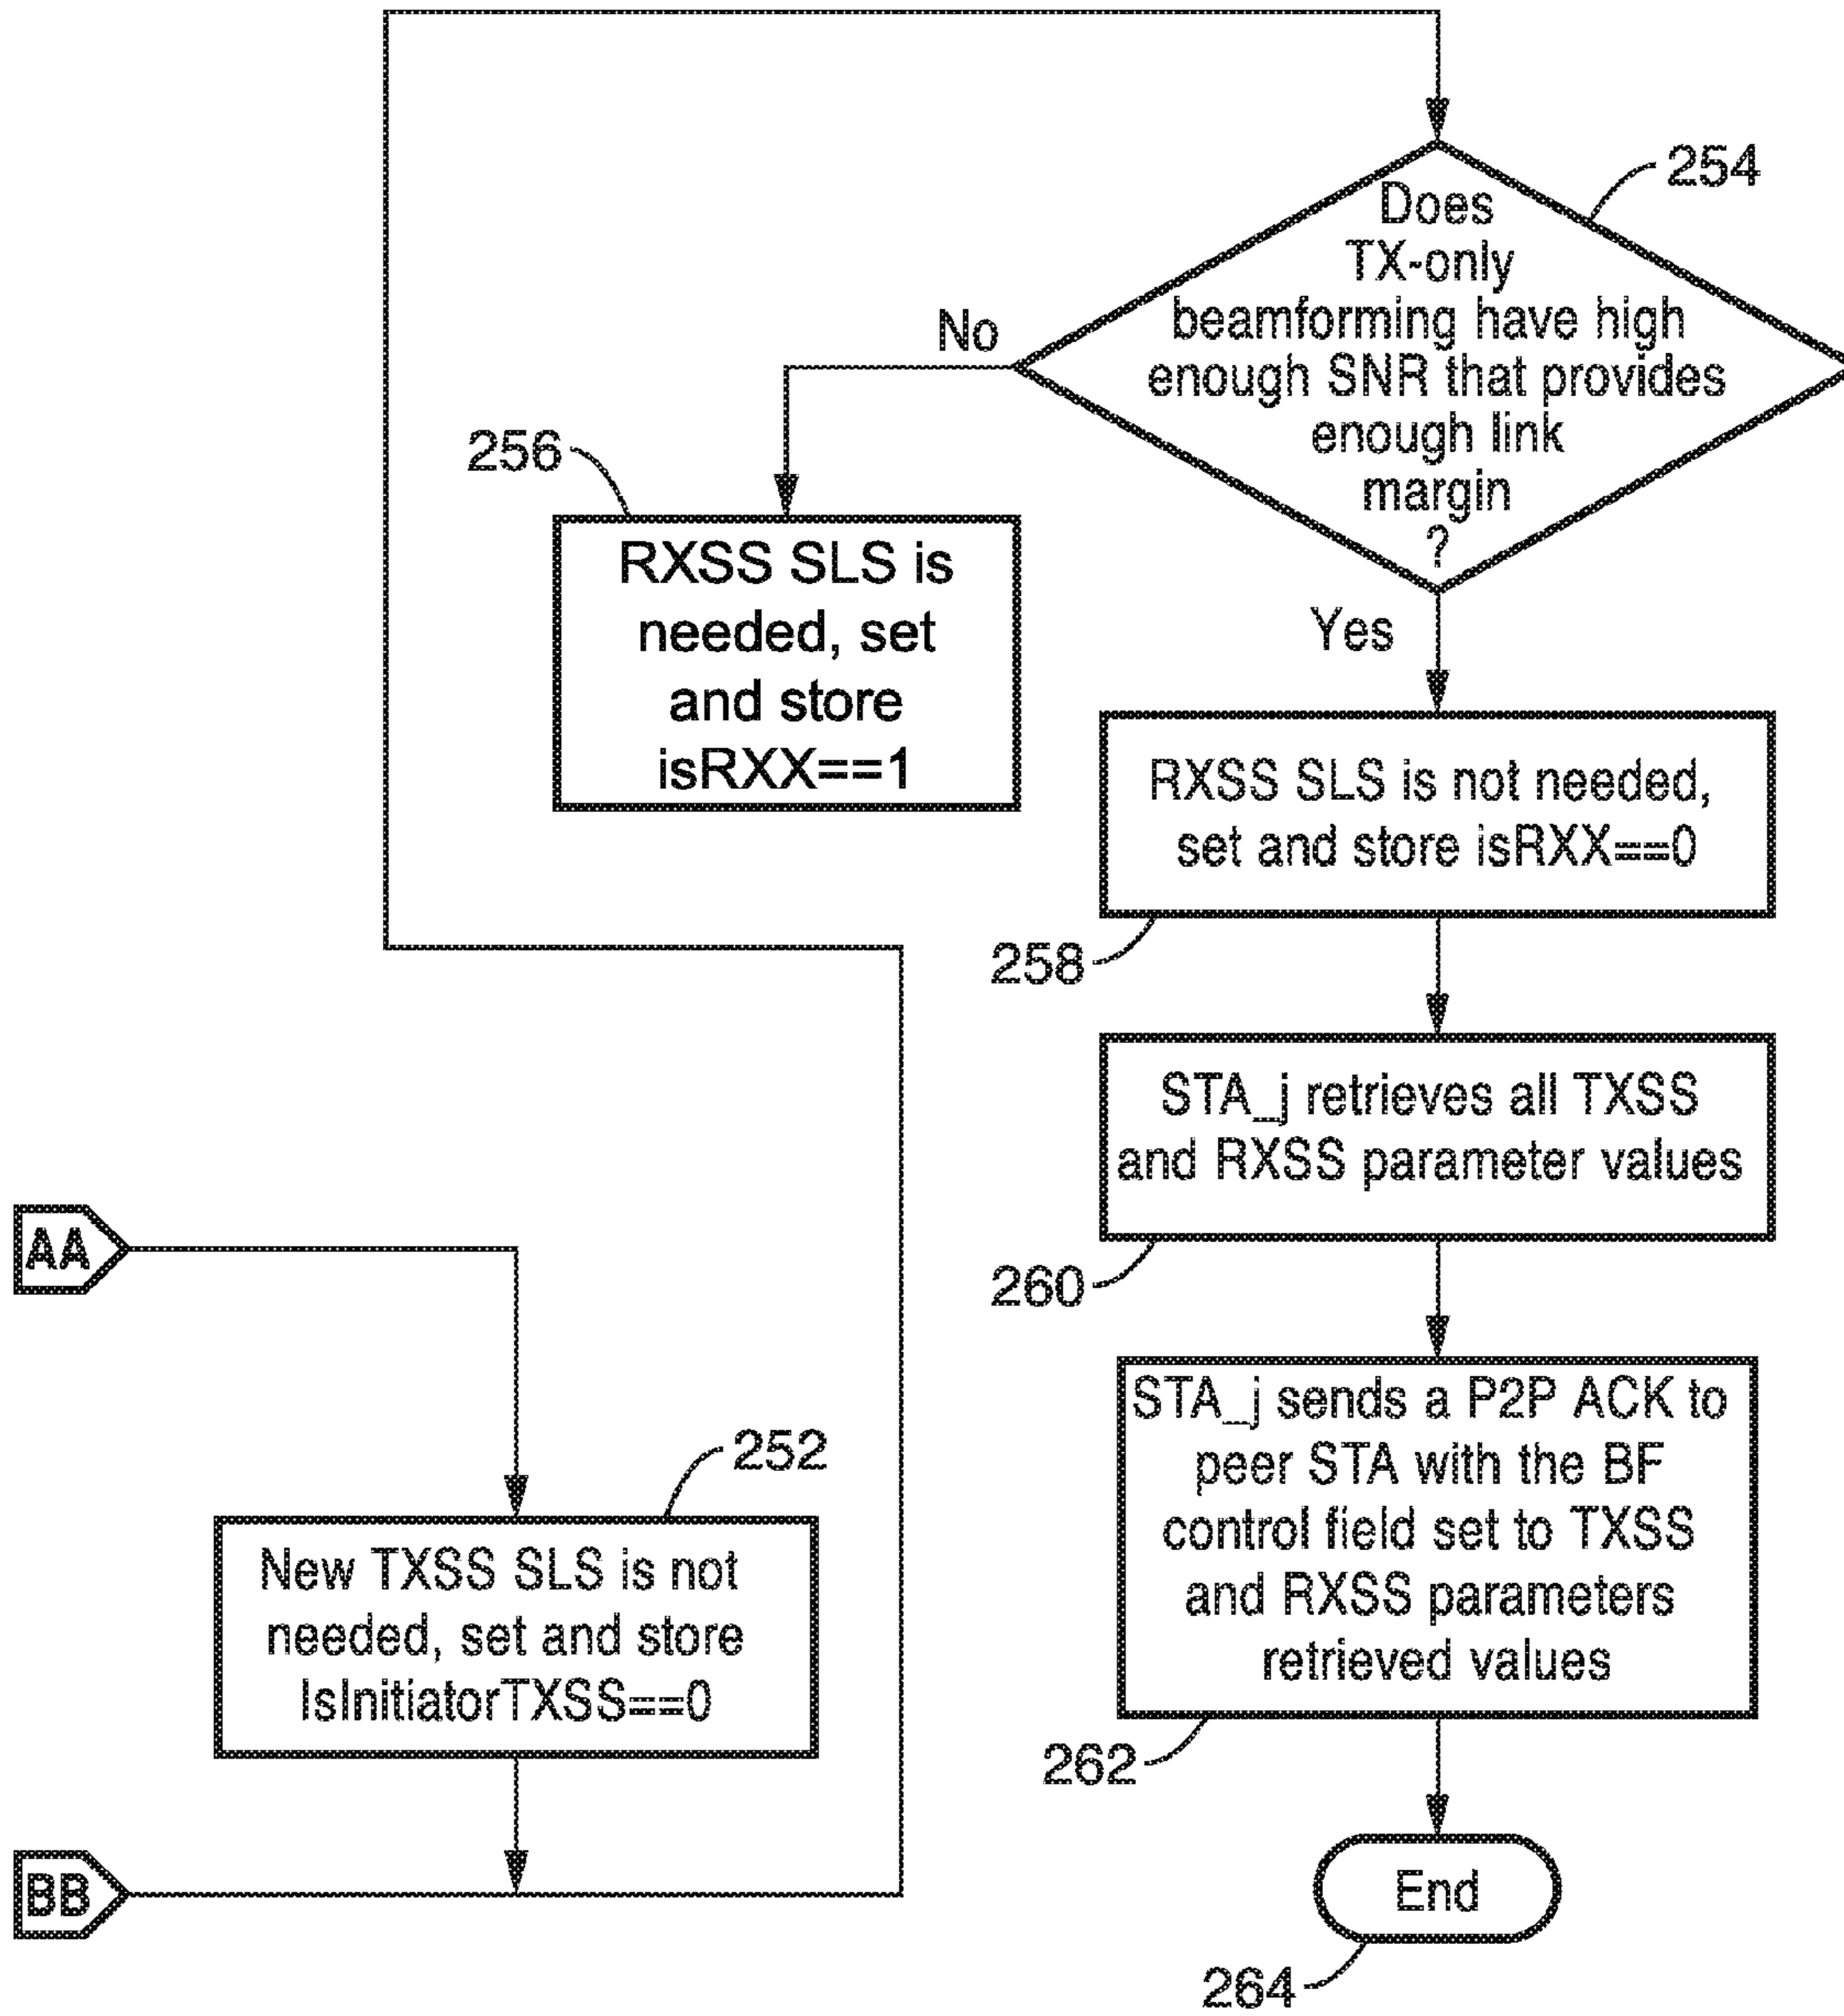 254
Does
TX-only
beamforming have high
enough SNR that provides
enough link
margin
?
No
Yes
256
RXSS SLS is
needed, set
and store
isRXX==1
RXSS SLS is not needed,
set and store isRXX==0
258
STA_j retrieves all TXSS
and RXSS parameter values
260
AA
252
New TXSS SLS is not
needed, set and store
IsInitiatorTXSS==0
BB
STA_j sends a P2P ACK to
peer STA with the BF
control field set to TXSS
and RXSS parameters
retrieved values
262
End
264